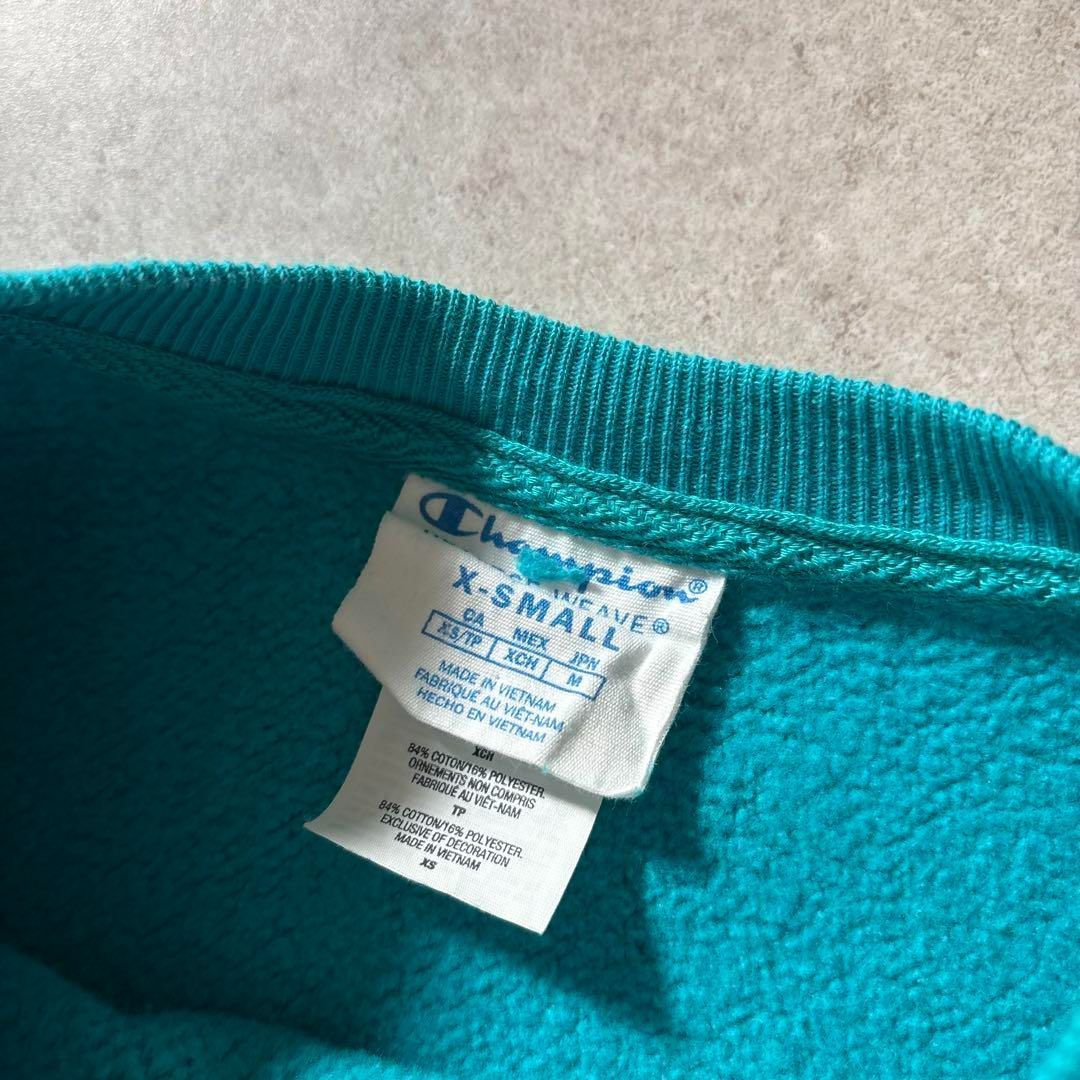 Champion®
WEAVE®
X-SMALL
CA MEX JPN
XS/TP XCH M
MADE IN VIETNAM
FABRIQUÉ AU VIÊT-NAM
HECHO EN VIETNAM
XCH
84% COTON/16% POLYESTER.
ORNEMENTS NON COMPRIS
FABRIQUÉ AU VIÊT-NAM
TP
84% COTTON/16% POLYESTER.
EXCLUSIVE OF DECORATION
MADE IN VIETNAM
XS